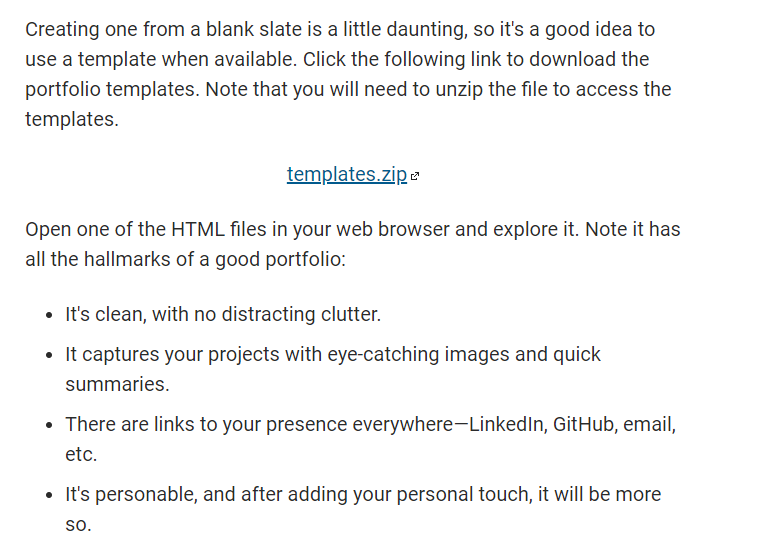 Creating one from a blank slate is a little daunting, so it's a good idea to
use a template when available. Click the following link to download the
portfolio templates. Note that you will need to unzip the file to access the
templates.
templates.zip
Open one of the HTML files in your web browser and explore it. Note it has
all the hallmarks of a good portfolio:
• It's clean, with no distracting clutter.
• It captures your projects with eye-catching images and quick
summaries.
• There are links to your presence everywhere—LinkedIn, GitHub, email,
etc.
• It's personable, and after adding your personal touch, it will be more
so.